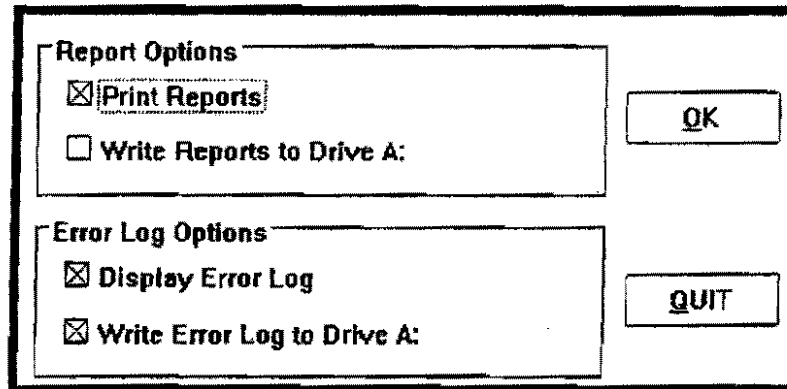 Report Options
Print Reports
Write Reports to Drive A:
OK
Error Log Options
Display Error Log
Write Error Log to Drive A:
QUIT